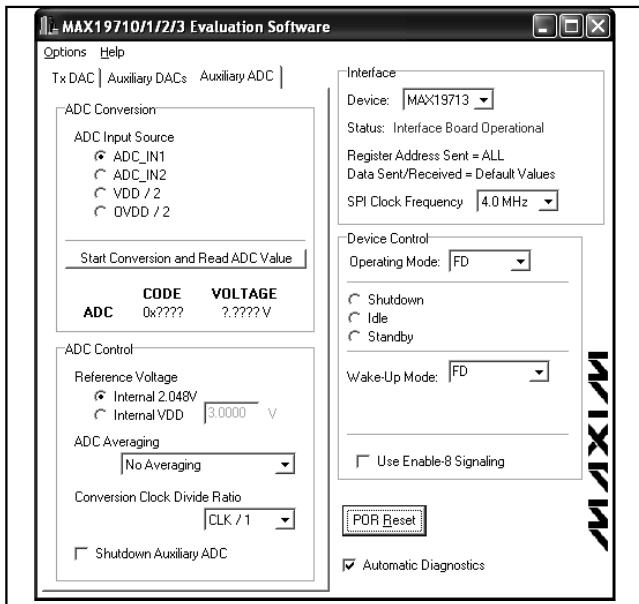 MAX19710/1/2/3 Evaluation Software
Options Help
Tx DAC Auxiliary DACs Auxiliary ADC
ADC Conversion
ADC Input Source
ADC_IN1
ADC_IN2
VDD / 2
OVDD / 2
Start Conversion and Read ADC Value
CODE VOLTAGE
ADC 0x???? ?.???? V
ADC Control
Reference Voltage
Internal 2.048V
Internal VDD 3.0000 V
ADC Averaging
No Averaging
Conversion Clock Divide Ratio
CLK / 1
Shutdown Auxiliary ADC
Interface
Device: MAX19713
Status: Interface Board Operational
Register Address Sent = ALL
Data Sent/Received = Default Values
SPI Clock Frequency 4.0 MHz
Device Control
Operating Mode: FD
Shutdown
Idle
Standby
Wake-Up Mode: FD
Use Enable-8 Signaling
POR Reset
Automatic Diagnostics
MAXIM